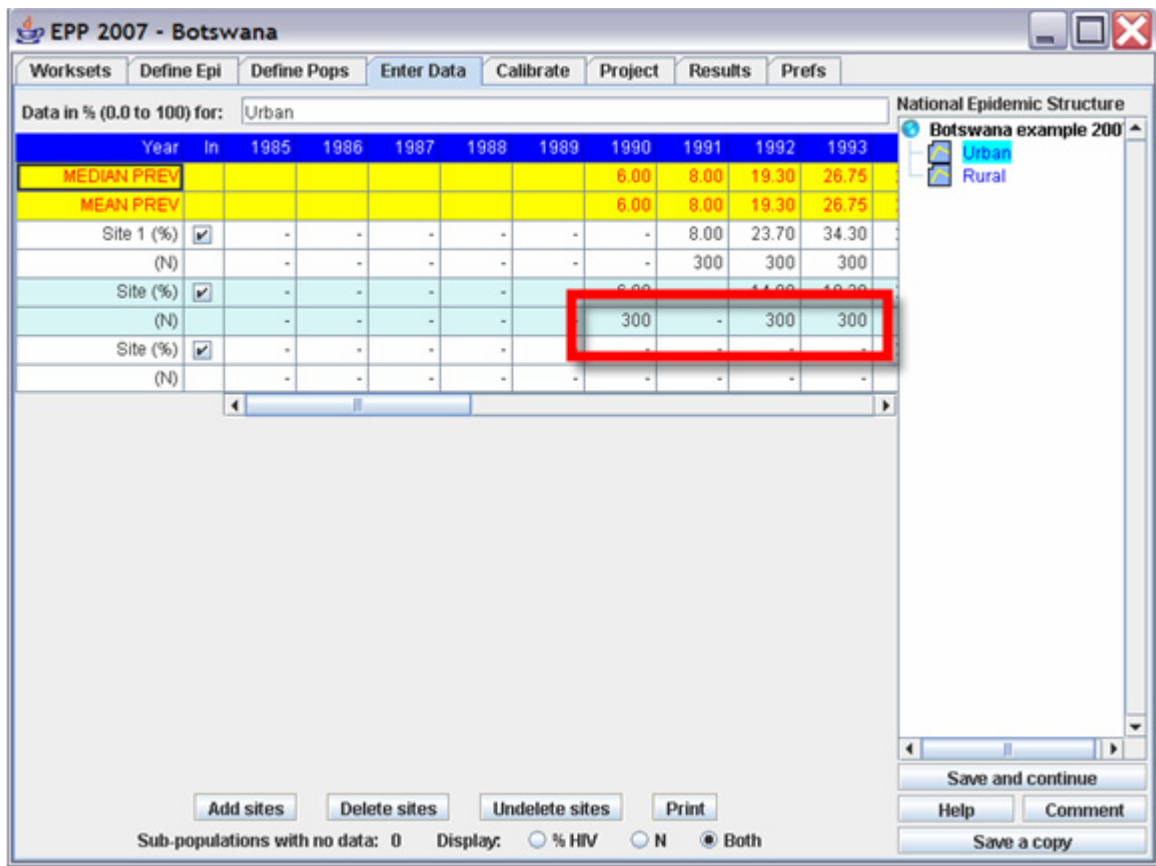 EPP 2007 - Botswana
Worksets Define Epi Define Pops Enter Data Calibrate Project Results Prefs
Data in % (0.0 to 100) for: Urban
Year In 1985 1986 1987 1988 1989 1990 1991 1992 1993
MEDIAN PREV 6.00 8.00 19.30 26.75
MEAN PREV 6.00 8.00 19.30 26.75
Site 1 (%) - - - - - - 8.00 23.70 34.30
(N) - - - - - - 300 300 300
Site (%) - - - -
(N) - - - - - 300 - 300 300
Site (%) - - - - - - - -
(N) - - - - - - - - -
National Epidemic Structure
Botswana example 200
Urban
Rural
Add sites Delete sites Undelete sites Print
Sub-populations with no data: 0 Display: % HIV N Both
Save and continue
Help Comment
Save a copy